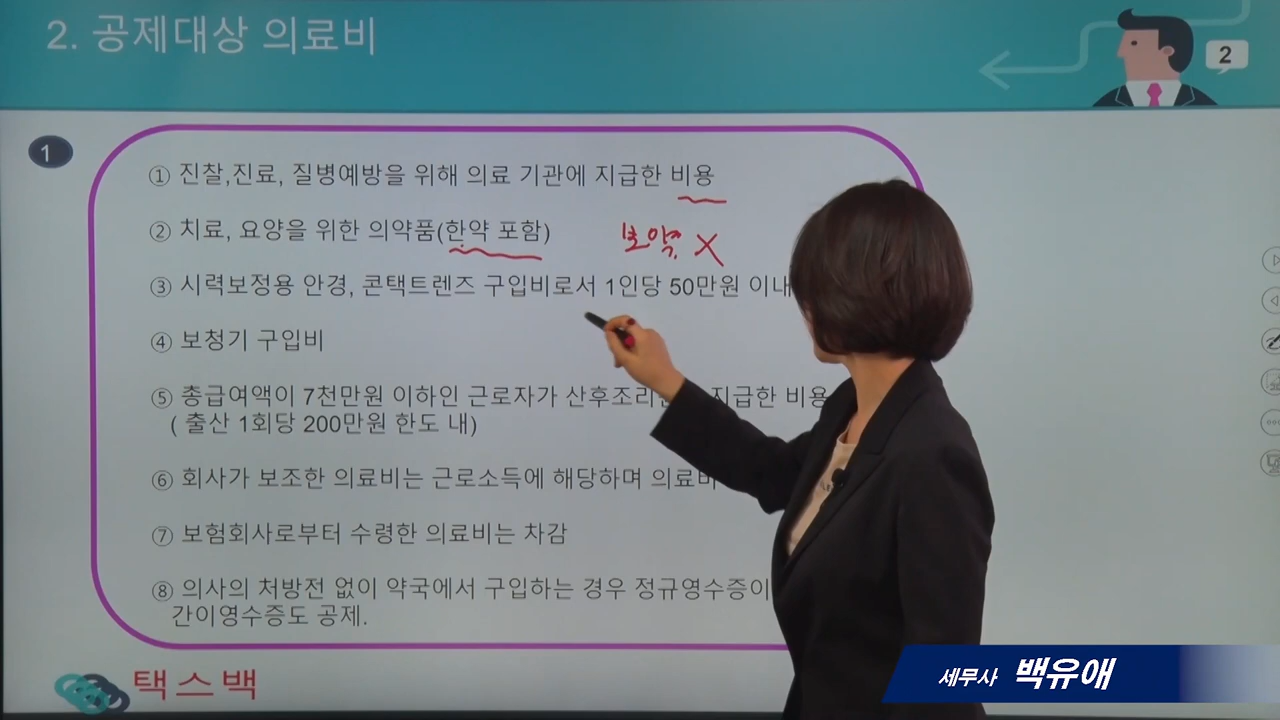 2. 공제대상 의료비
2
1
① 진찰,진료, 질병예방을 위해 의료 기관에 지급한 비용
② 치료, 요양을 위한 의약품(한약 포함) 보약 X
③ 시력보정용 안경, 콘택트렌즈 구입비로서 1인당 50만원 이내
④ 보청기 구입비
⑤ 총급여액이 7천만원 이하인 근로자가 산후조리 지급한 비용
( 출산 1회당 200만원 한도 내)
⑥ 회사가 보조한 의료비는 근로소득에 해당하며 의료비
⑦ 보험회사로부터 수령한 의료비는 차감
⑧ 의사의 처방전 없이 약국에서 구입하는 경우 정규영수증이
간이영수증도 공제.
택스백
세무사 백유애